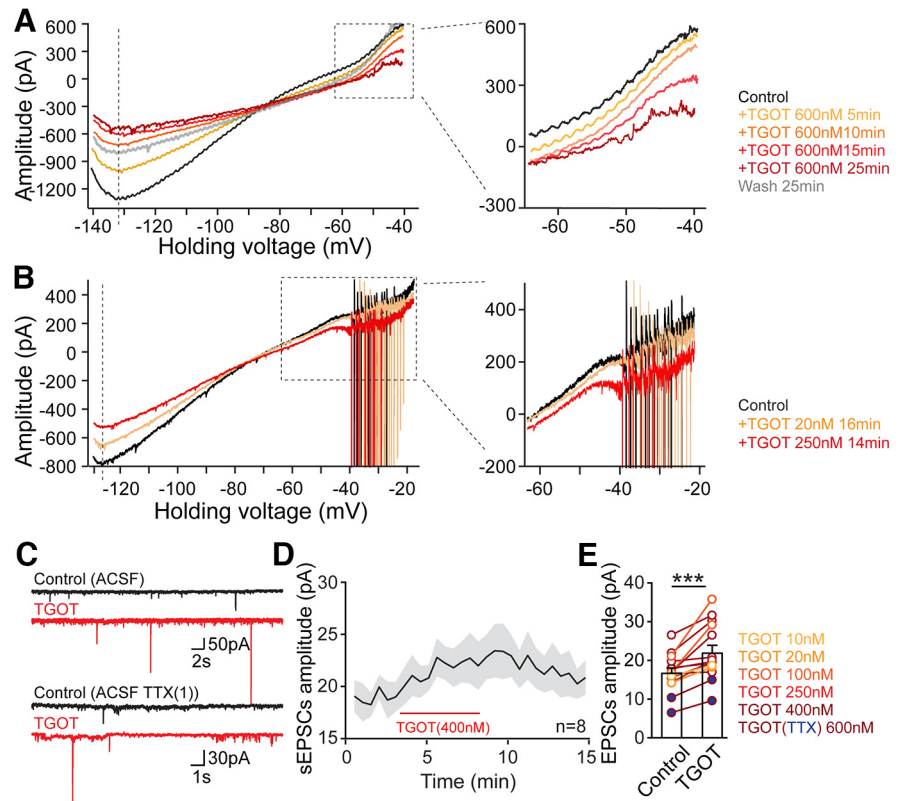 A
600
300
0
-300
-600
-900
-1200
Amplitude (pA)
-140
-120
-100
-80
-60
-40
Holding voltage (mV)
600
300
0
-300
-60
-50
-40
Control
+TGOT 600nM 5min
+TGOT 600nM10min
+TGOT 600nM15min
+TGOT 600nM 25min
Wash 25min
B
400
200
0
-200
-400
-600
-800
Amplitude (pA)
-120
-100
-80
-60
-40
-20
Holding voltage (mV)
400
200
0
-200
-60
-40
-20
Control
+TGOT 20nM 16min
+TGOT 250nM 14min
C
Control (ACSF)
TGOT
50pA
2s
Control (ACSF TTX(1))
TGOT
30pA
1s
D
sEPSCs amplitude (pA)
30
25
20
15
TGOT(400nM)
n=8
0
5
10
15
Time (min)
E
EPSCs amplitude (pA)
40
30
20
10
0
***
Control
TGOT
TGOT 10nM
TGOT 20nM
TGOT 100nM
TGOT 250nM
TGOT 400nM
TGOT(TTX) 600nM